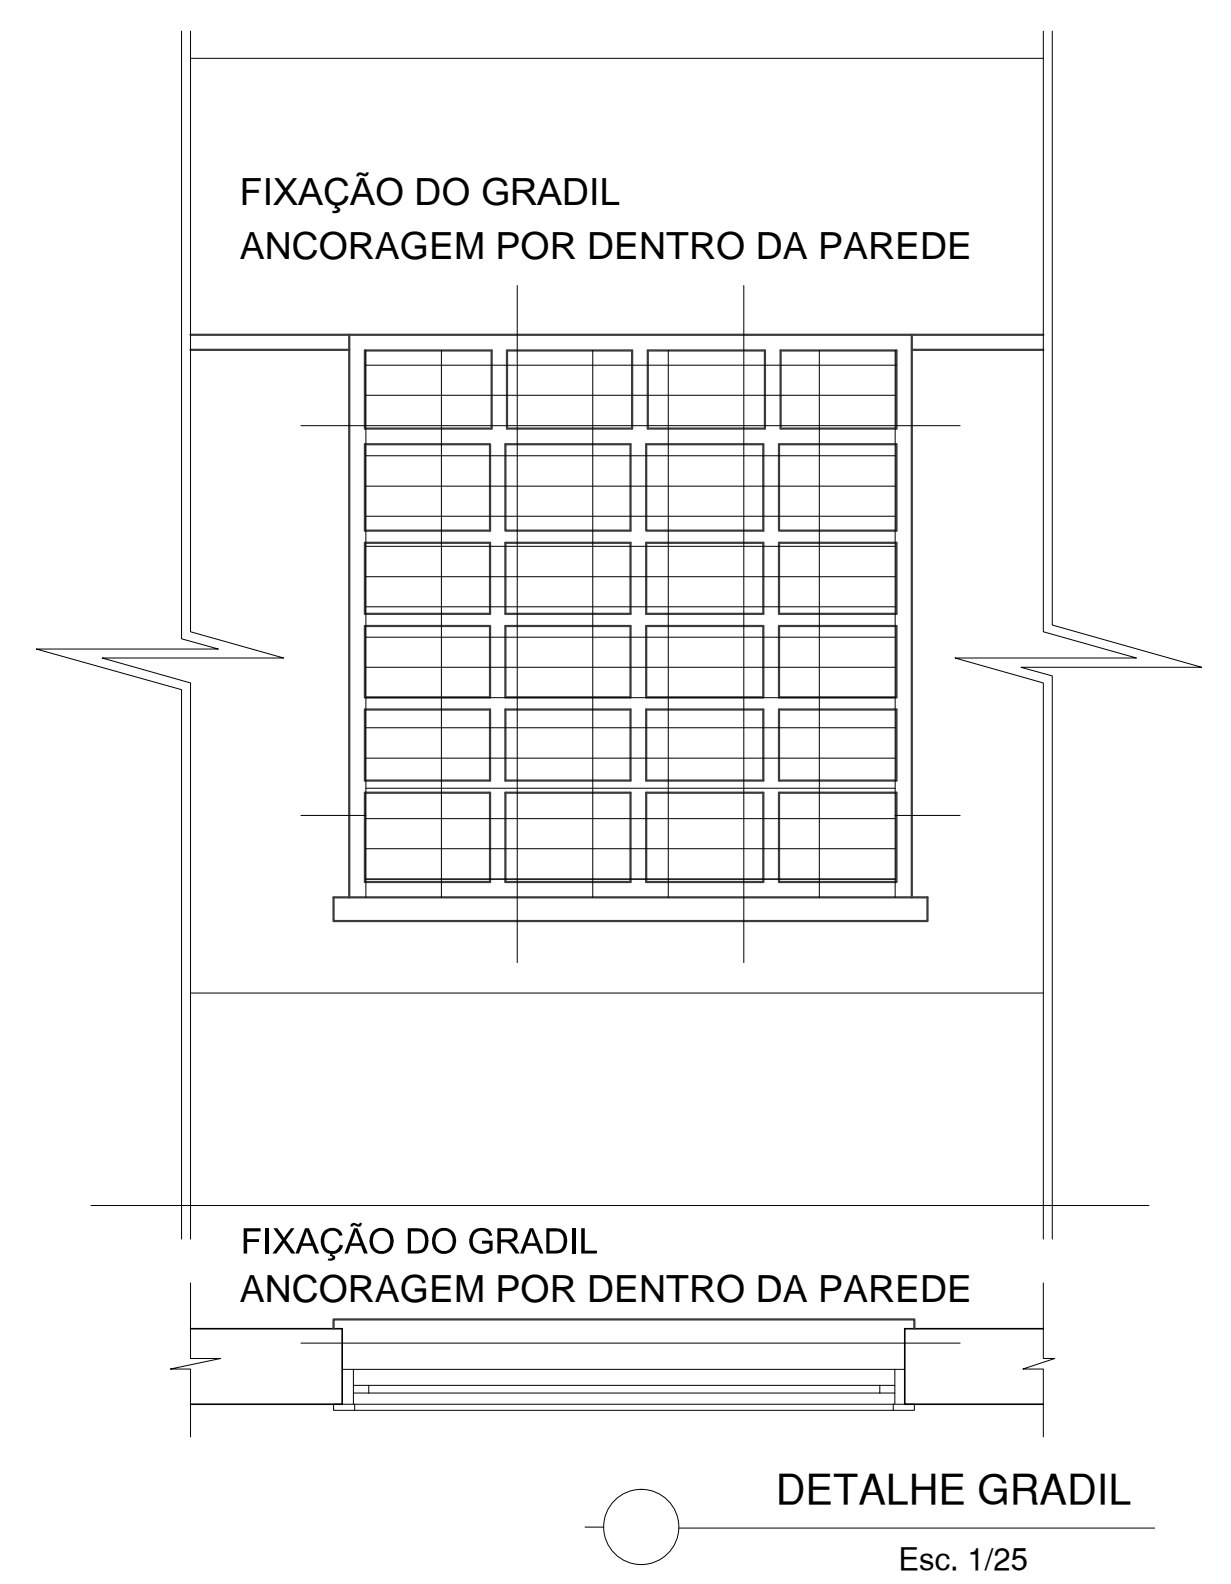 FIXAÇÃO DO GRADIL
ANCORAGEM POR DENTRO DA PAREDE
FIXAÇÃO DO GRADIL
ANCORAGEM POR DENTRO DA PAREDE
DETALHE GRADIL
Esc. 1/25